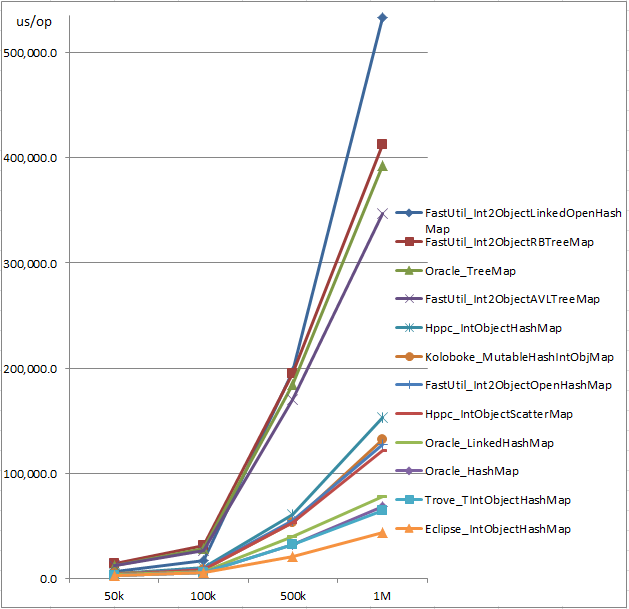 us/op
500,000.0
400,000.0
300,000.0
200,000.0
100,000.0
0.0
50k 100k 500k 1M
FastUtil_Int2ObjectLinkedOpenHash
Map
FastUtil_Int2ObjectRBTreeMap
Oracle_TreeMap
FastUtil_Int2ObjectAVLTreeMap
Hppc_IntObjectHashMap
Koloboke_MutableHashIntObjMap
FastUtil_Int2ObjectOpenHashMap
Hppc_IntObjectScatterMap
Oracle_LinkedHashMap
Oracle_HashMap
Trove_TIntObjectHashMap
Eclipse_IntObjectHashMap